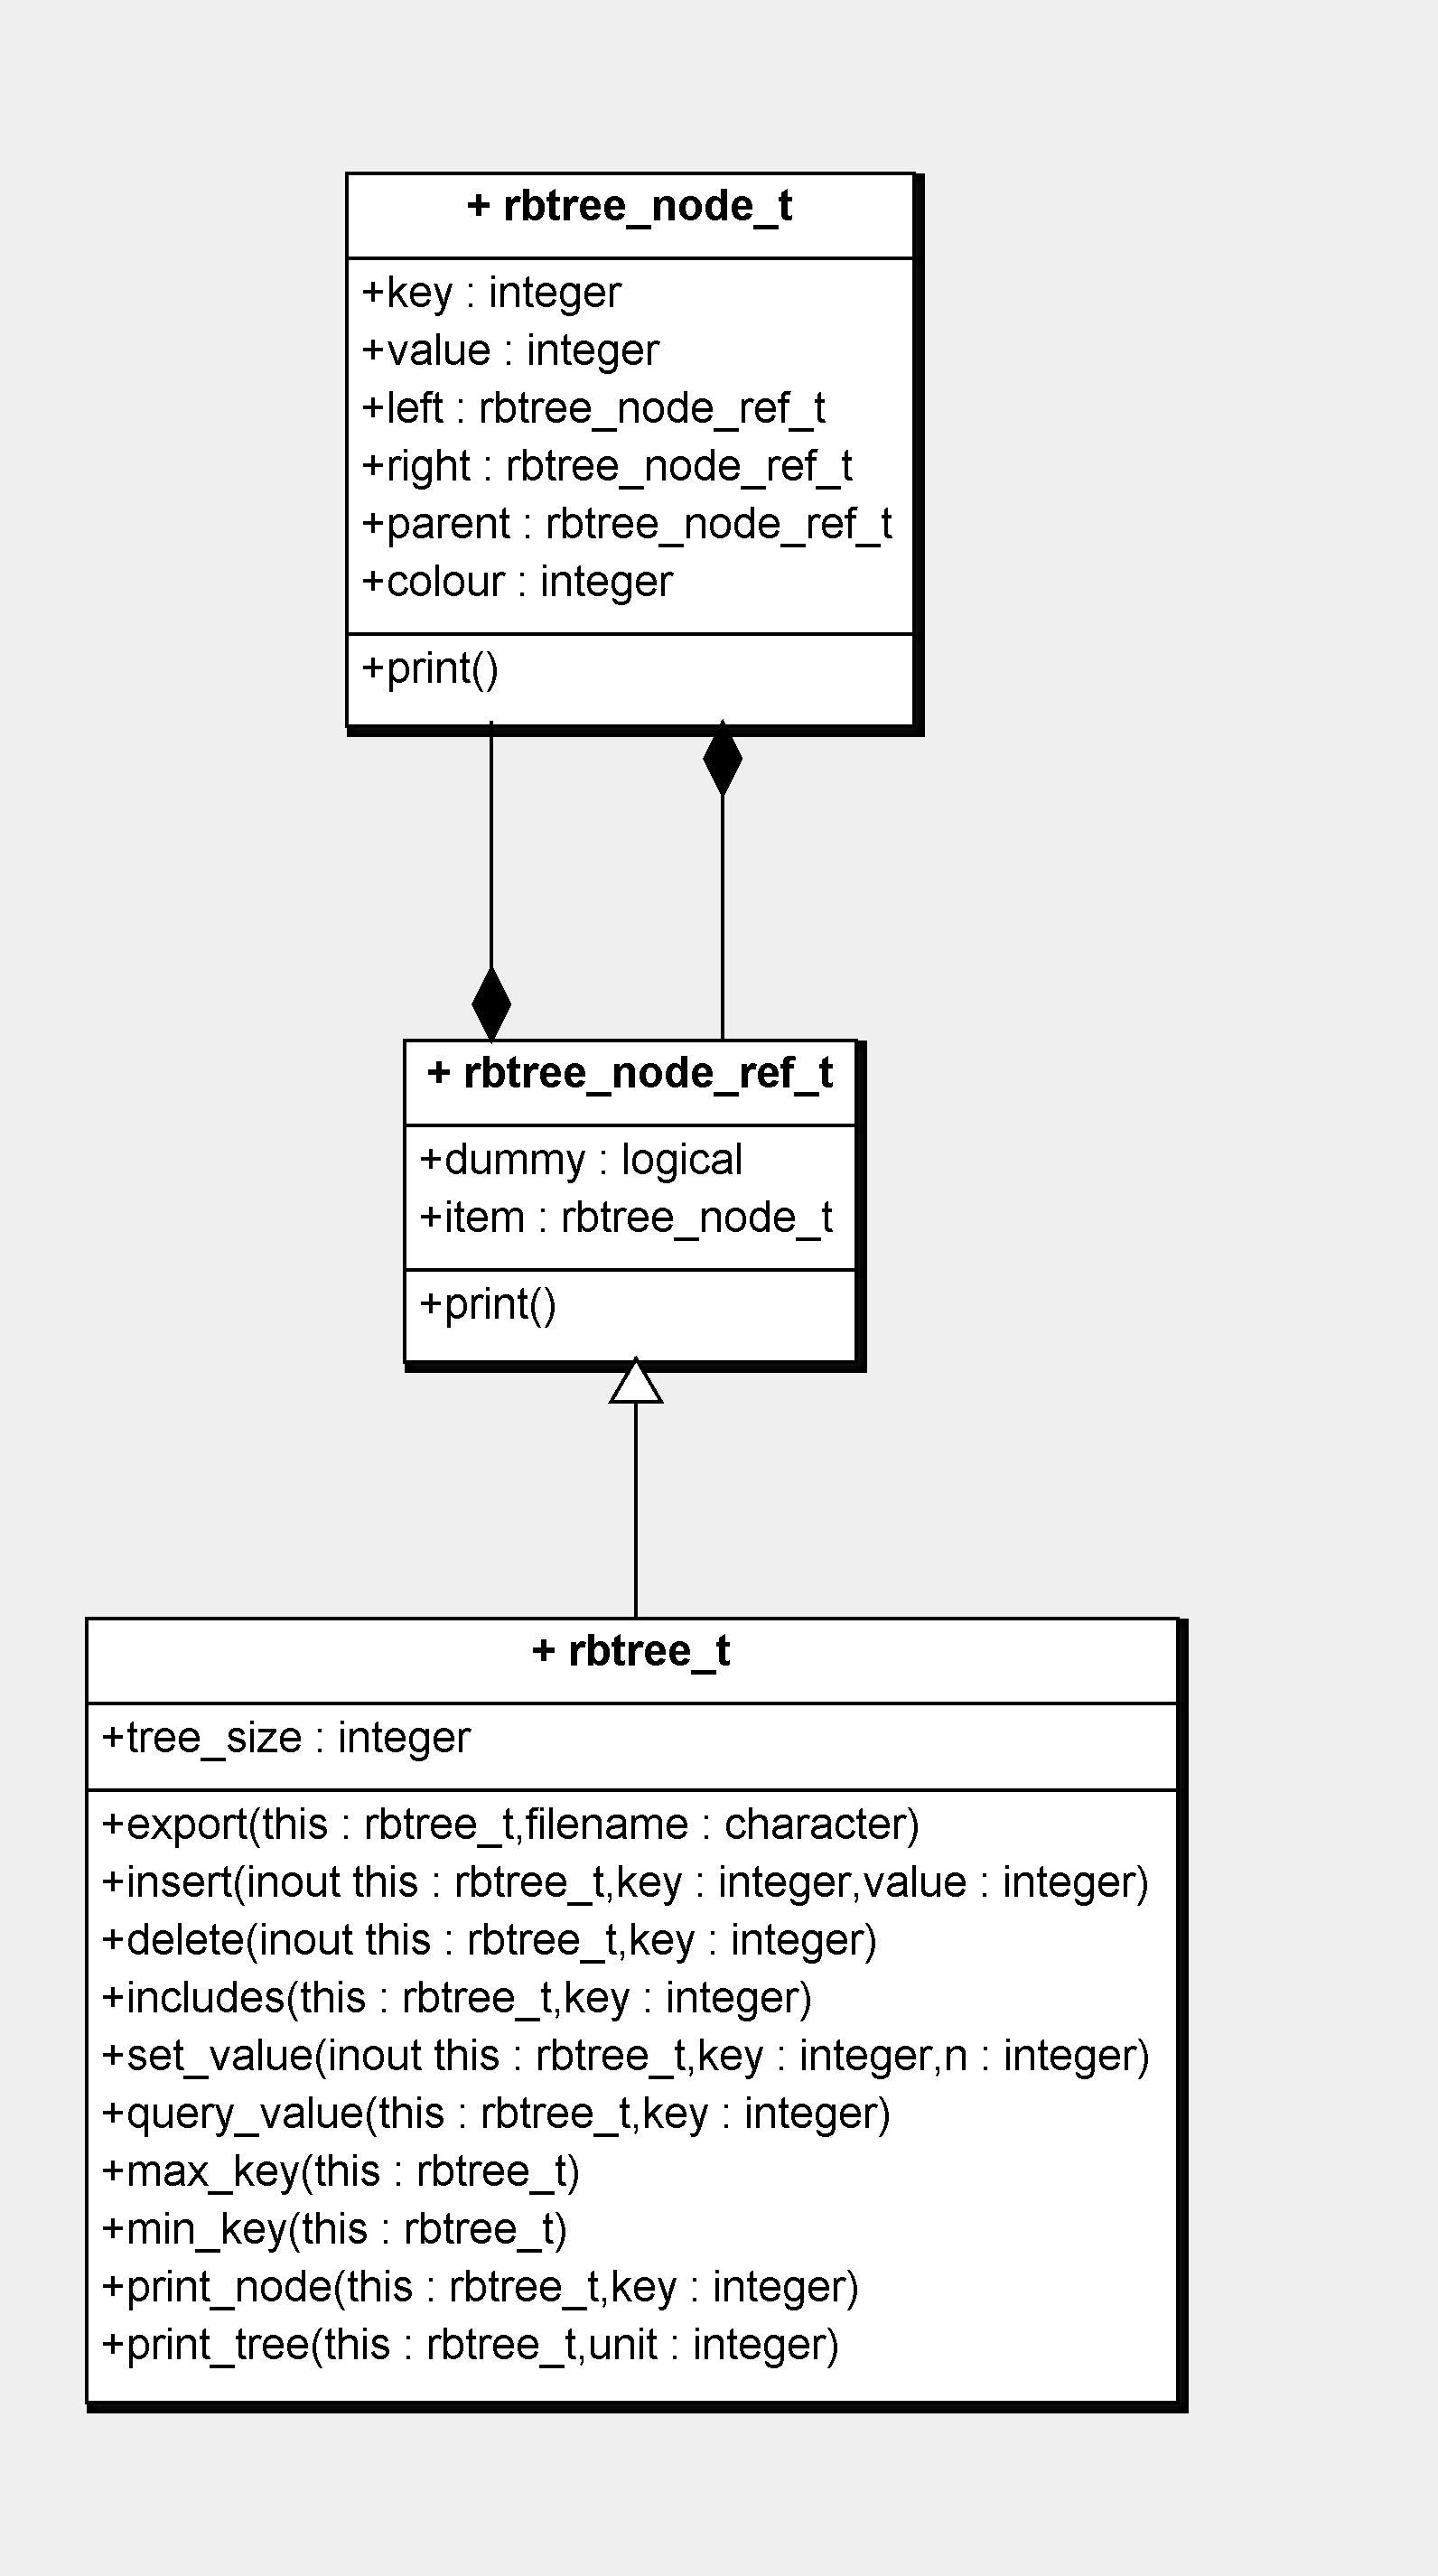 + rbtree_node_t
+key : integer
+value : integer
+left : rbtree_node_ref_t
+right : rbtree_node_ref_t
+parent : rbtree_node_ref_t
+colour : integer
+print()
+ rbtree_node_ref_t
+dummy : logical
+item : rbtree_node_t
+print()
+ rbtree_t
+tree_size : integer
+export(this : rbtree_t,filename : character)
+insert(inout this : rbtree_t,key : integer,value : integer)
+delete(inout this : rbtree_t,key : integer)
+includes(this : rbtree_t,key : integer)
+set_value(inout this : rbtree_t,key : integer,n : integer)
+query_value(this : rbtree_t,key : integer)
+max_key(this : rbtree_t)
+min_key(this : rbtree_t)
+print_node(this : rbtree_t,key : integer)
+print_tree(this : rbtree_t,unit : integer)